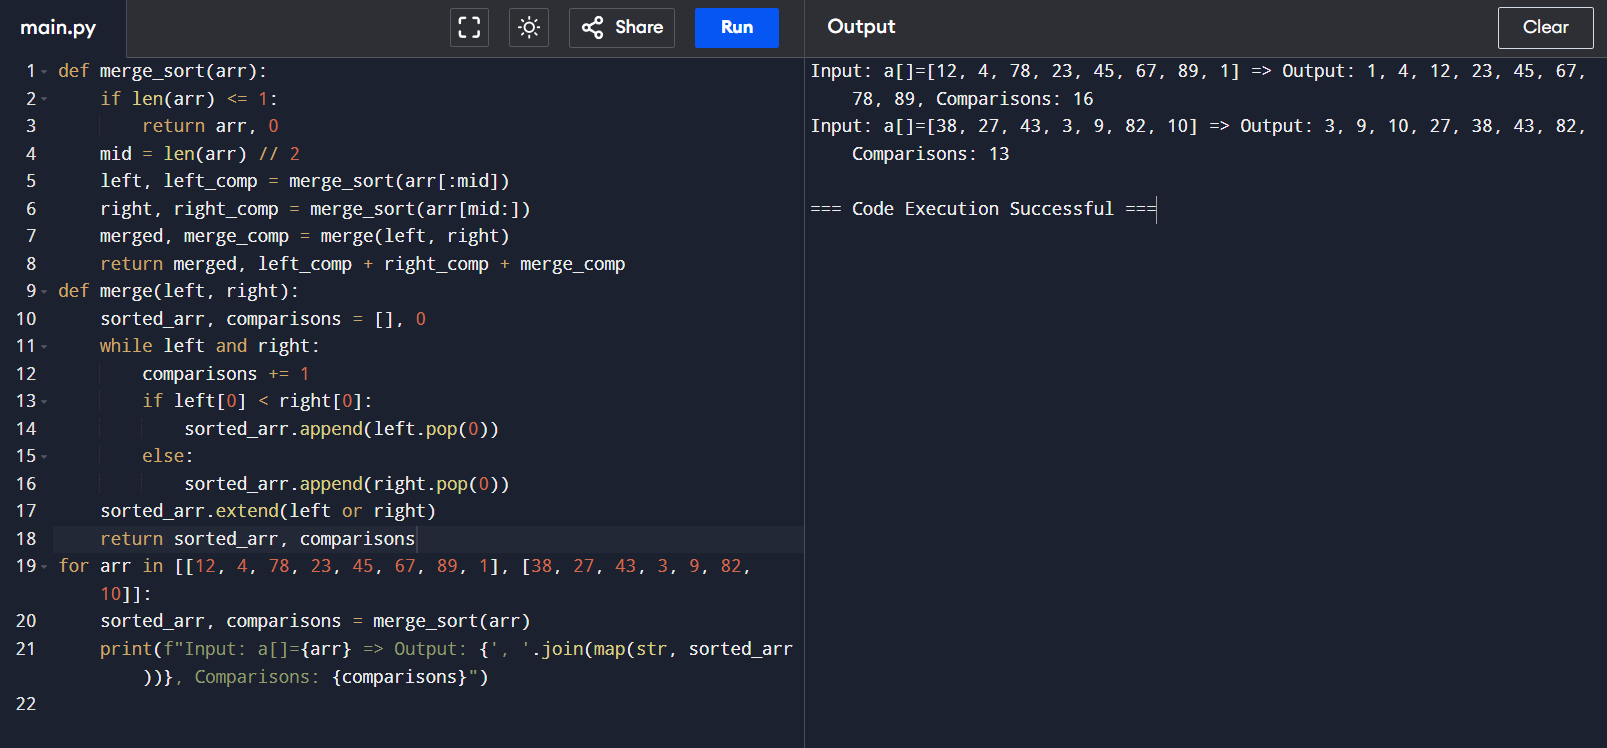 main.py
Share
Run
Output
Clear
1 def merge_sort(arr):
2     if len(arr) <= 1:
3         return arr, 0
4     mid = len(arr) // 2
5     left, left_comp = merge_sort(arr[:mid])
6     right, right_comp = merge_sort(arr[mid:])
7     merged, merge_comp = merge(left, right)
8     return merged, left_comp + right_comp + merge_comp
9 def merge(left, right):
10     sorted_arr, comparisons = [], 0
11     while left and right:
12         comparisons += 1
13         if left[0] < right[0]:
14             sorted_arr.append(left.pop(0))
15         else:
16             sorted_arr.append(right.pop(0))
17     sorted_arr.extend(left or right)
18     return sorted_arr, comparisons
19 for arr in [[12, 4, 78, 23, 45, 67, 89, 1], [38, 27, 43, 3, 9, 82,
    10]]:
20     sorted_arr, comparisons = merge_sort(arr)
21     print(f"Input: a[]={arr} => Output: {', '.join(map(str, sorted_arr
        ))}, Comparisons: {comparisons}")
22
Input: a[]=[12, 4, 78, 23, 45, 67, 89, 1] => Output: 1, 4, 12, 23, 45, 67,
    78, 89, Comparisons: 16
Input: a[]=[38, 27, 43, 3, 9, 82, 10] => Output: 3, 9, 10, 27, 38, 43, 82,
    Comparisons: 13
=== Code Execution Successful ===